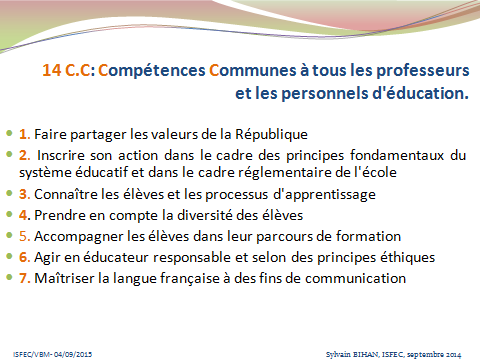 14 C.C: Compétences Communes à tous les professeurs
et les personnels d'éducation.
1. Faire partager les valeurs de la République
2. Inscrire son action dans le cadre des principes fondamentaux du
système éducatif et dans le cadre réglementaire de l'école
3. Connaître les élèves et les processus d'apprentissage
4. Prendre en compte la diversité des élèves
5. Accompagner les élèves dans leur parcours de formation
6. Agir en éducateur responsable et selon des principes éthiques
7. Maîtriser la langue française à des fins de communication
ISFEC/VBM- 04/09/2015
Sylvain BIHAN, ISFEC, septembre 2014